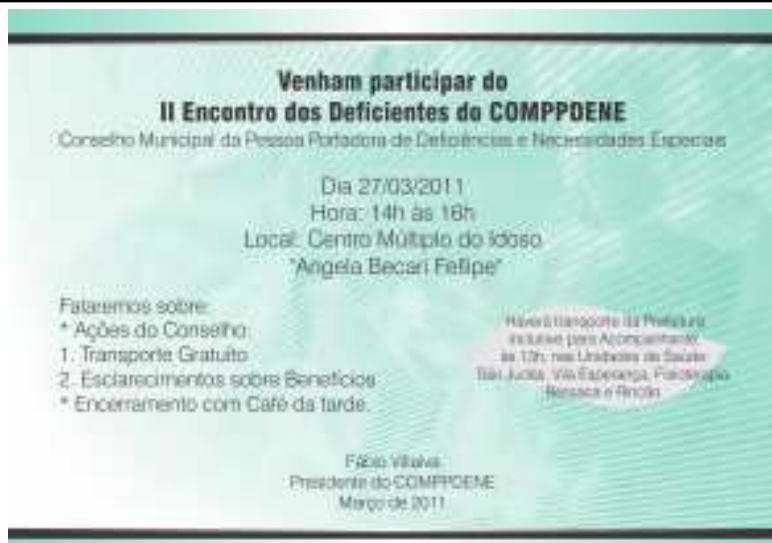 Venham participar do
II Encontro dos Deficientes do COMPPDENE
Conselho Municipal da Pessoa Portadora de Deficiências e Necessidades Especiais
Dia 27/03/2011
Hora: 14h às 16h
Local: Centro Múltiplo do Idoso
"Angela Becari Fellipe"
Falaremos sobre:
* Ações do Conselho:
1. Transporte Gratuito
2. Esclarecimentos sobre Benefícios
* Encerramento com Café da tarde.
Haverá transporte da Prefeitura
inclusive para Acompanhante
às 13h, nas Unidades de Saúde
São Judas, Vila Esperança, Fisioterapia
e Rincão
Fábio Villalva
Presidente do COMPPDENE
Março de 2011